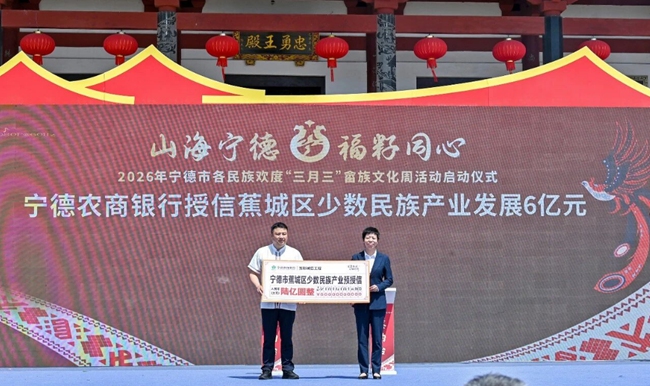 殿王勇忠
山海宁德 福籽同心
2026年宁德市各民族欢度“三月三”畲族文化周活动启动仪式
宁德农商银行授信蕉城区少数民族产业发展6亿元
宁德市蕉城区少数民族产业预授信
陆亿圆整